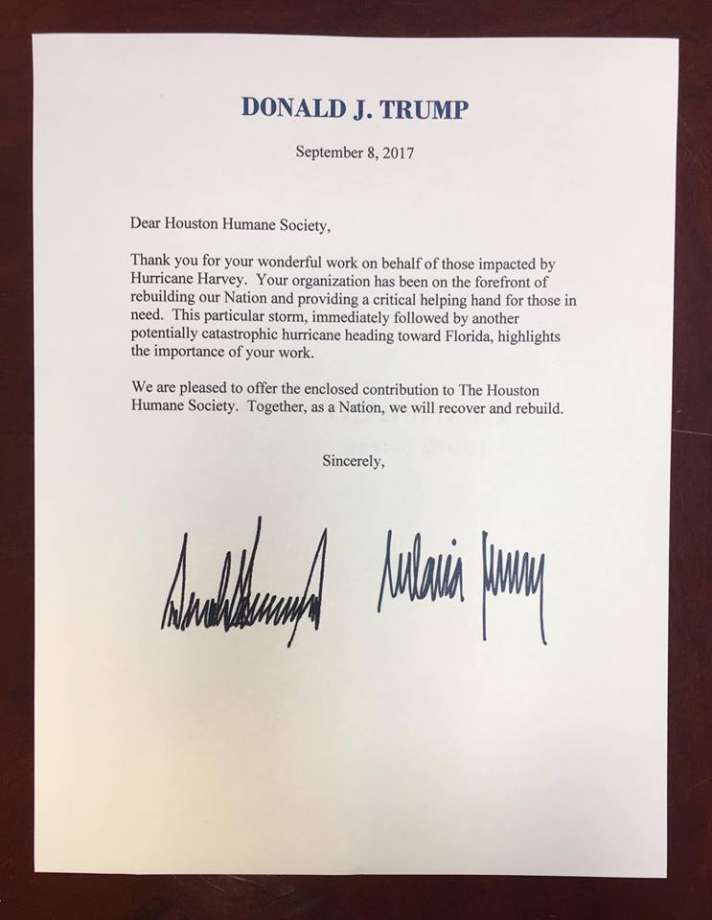 DONALD J. TRUMP
September 8, 2017
Dear Houston Humane Society,
Thank you for your wonderful work on behalf of those impacted by
Hurricane Harvey.  Your organization has been on the forefront of
rebuilding our Nation and providing a critical helping hand for those in
need.  This particular storm, immediately followed by another
potentially catastrophic hurricane heading toward Florida, highlights
the importance of your work.
We are pleased to offer the enclosed contribution to The Houston
Humane Society.  Together, as a Nation, we will recover and rebuild.
Sincerely,
Melania Trump